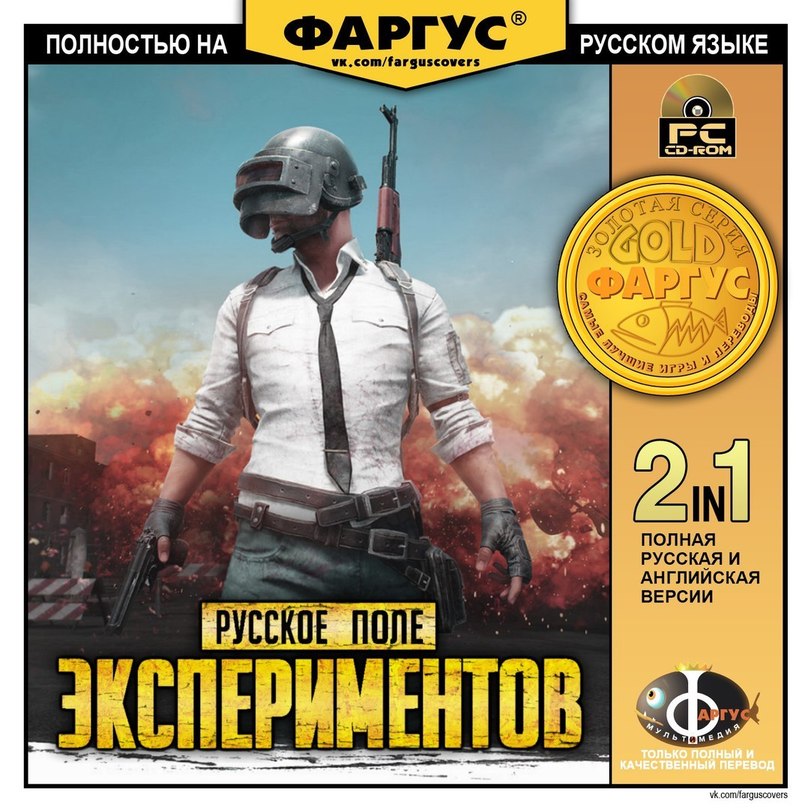 ФАРГУС®
vk.com/farguscovers
ПОЛНОСТЬЮ НА РУССКОМ ЯЗЫКЕ
PC
CD-ROM
ЗОЛОТАЯ СЕРИЯ
GOLD
ФАРГУС
САМЫЕ ЛУЧШИЕ ИГРЫ И ПЕРЕВОДЫ
2IN1
ПОЛНАЯ
РУССКАЯ И
АНГЛИЙСКАЯ
ВЕРСИИ
РУССКОЕ ПОЛЕ
ЭКСПЕРИМЕНТОВ
ФАРГУС
МУЛЬТИМЕДИЯ
ТОЛЬКО ПОЛНЫЙ И
КАЧЕСТВЕННЫЙ ПЕРЕВОД
vk.com/farguscovers